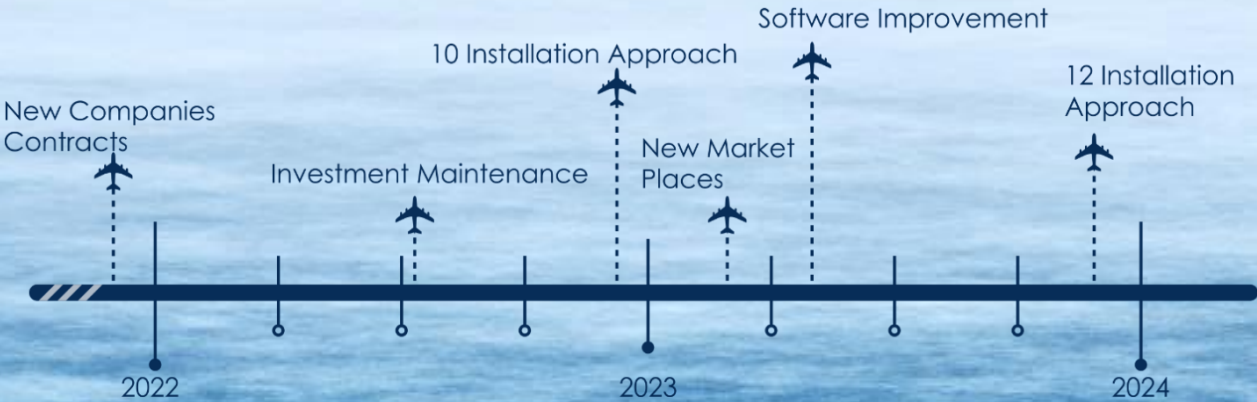 Software Improvement
10 Installation Approach
12 Installation
Approach
New Companies
Contracts
New Market
Places
Investment Maintenance
2022
2023
2024